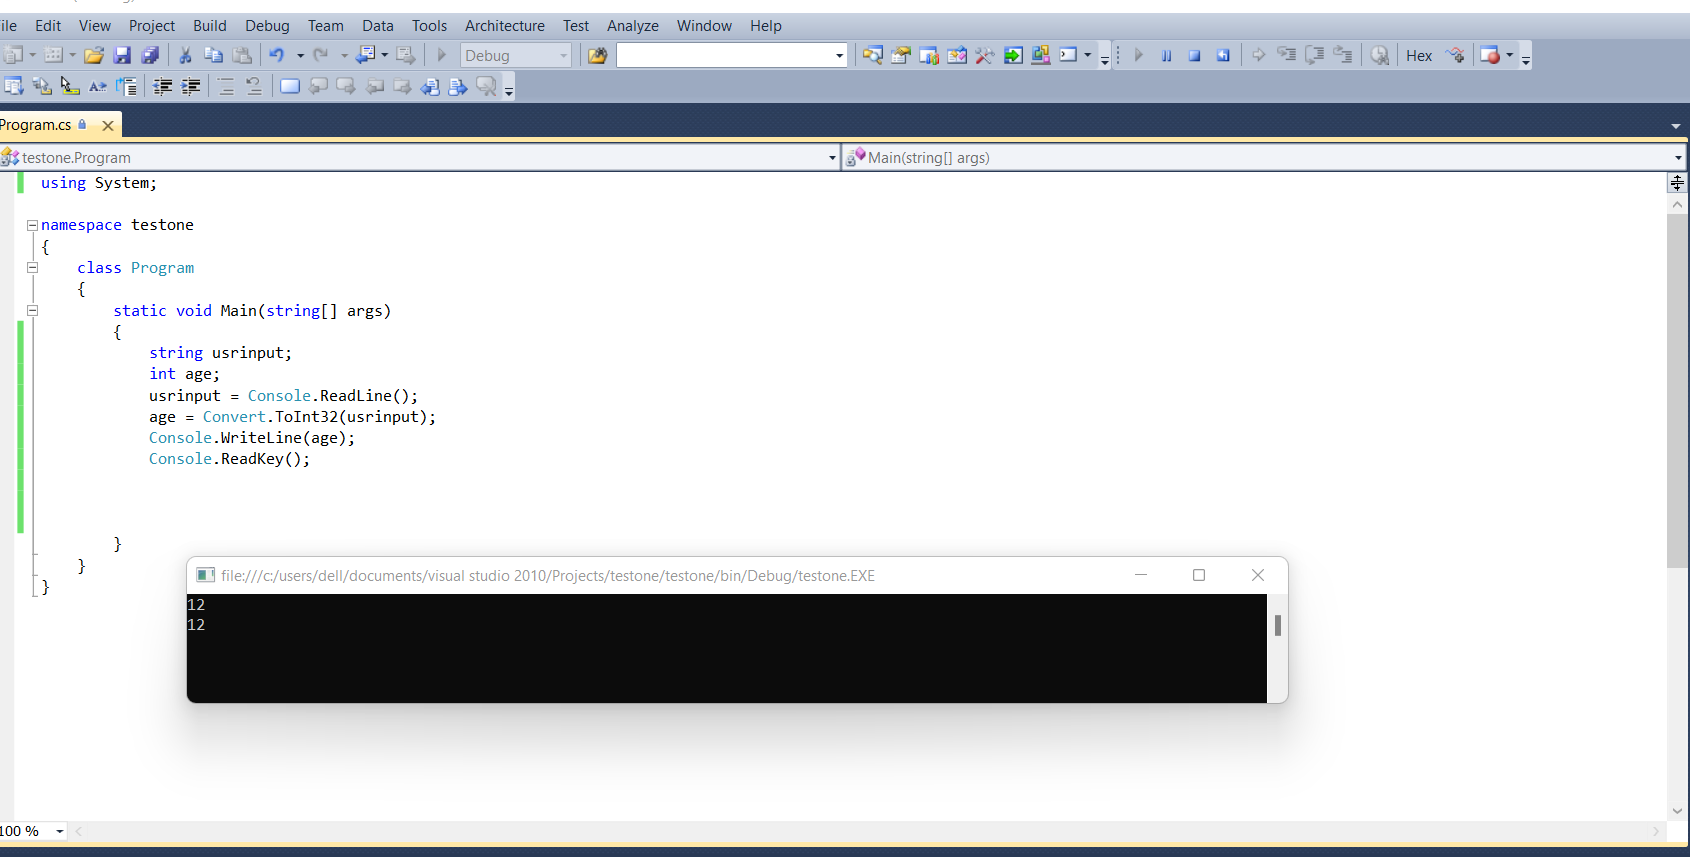 ile Edit View Project Build Debug Team Data Tools Architecture Test Analyze Window Help
Debug Hex
Program.cs
testone.Program Main(string[] args)
using System;
namespace testone
{
class Program
{
static void Main(string[] args)
{
string usrinput;
int age;
usrinput = Console.ReadLine();
age = Convert.ToInt32(usrinput);
Console.WriteLine(age);
Console.ReadKey();
}
}
}
file:///c:/users/dell/documents/visual studio 2010/Projects/testone/testone/bin/Debug/testone.EXE
12
12
100 %